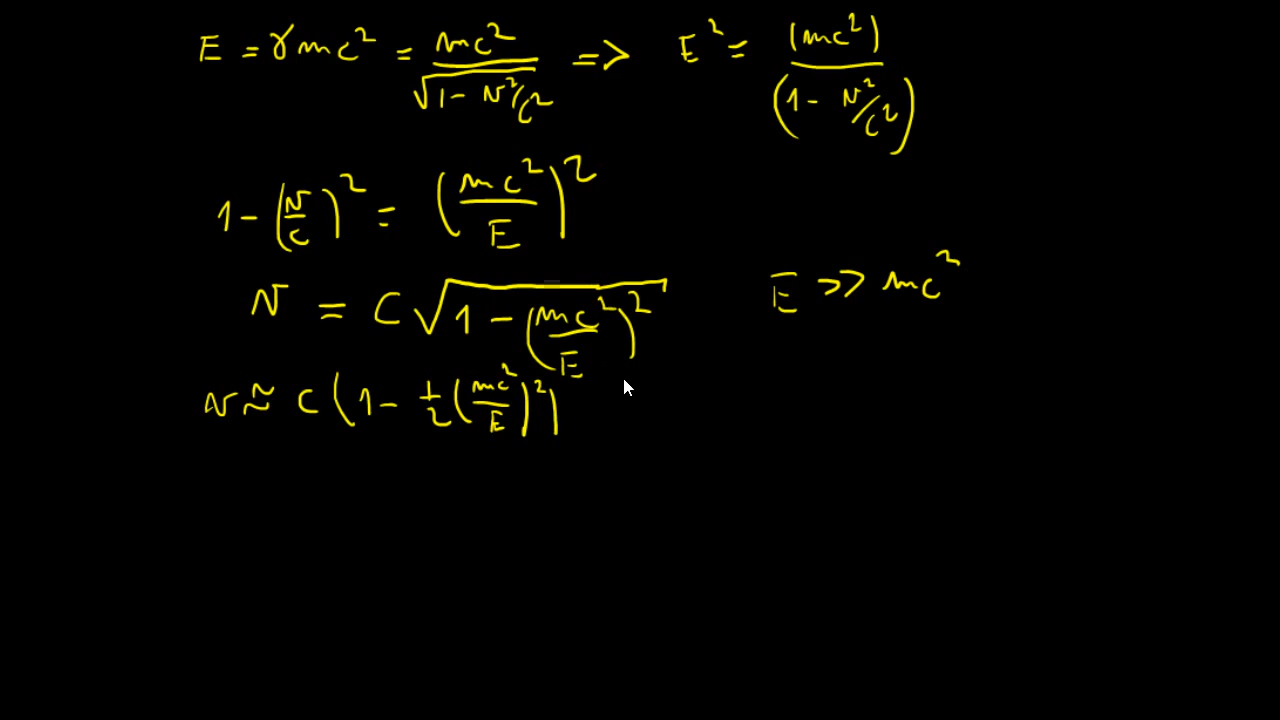 E = γmc² = mc²/√(1 - v²/c²) => E² = (mc²)/(1 - v²/c²)
1 - (v/c)² = (mc²/E)²
v = c√(1 - (mc²/E)²) E >> mc²
v ≈ c(1 - 1/2(mc²/E)²)